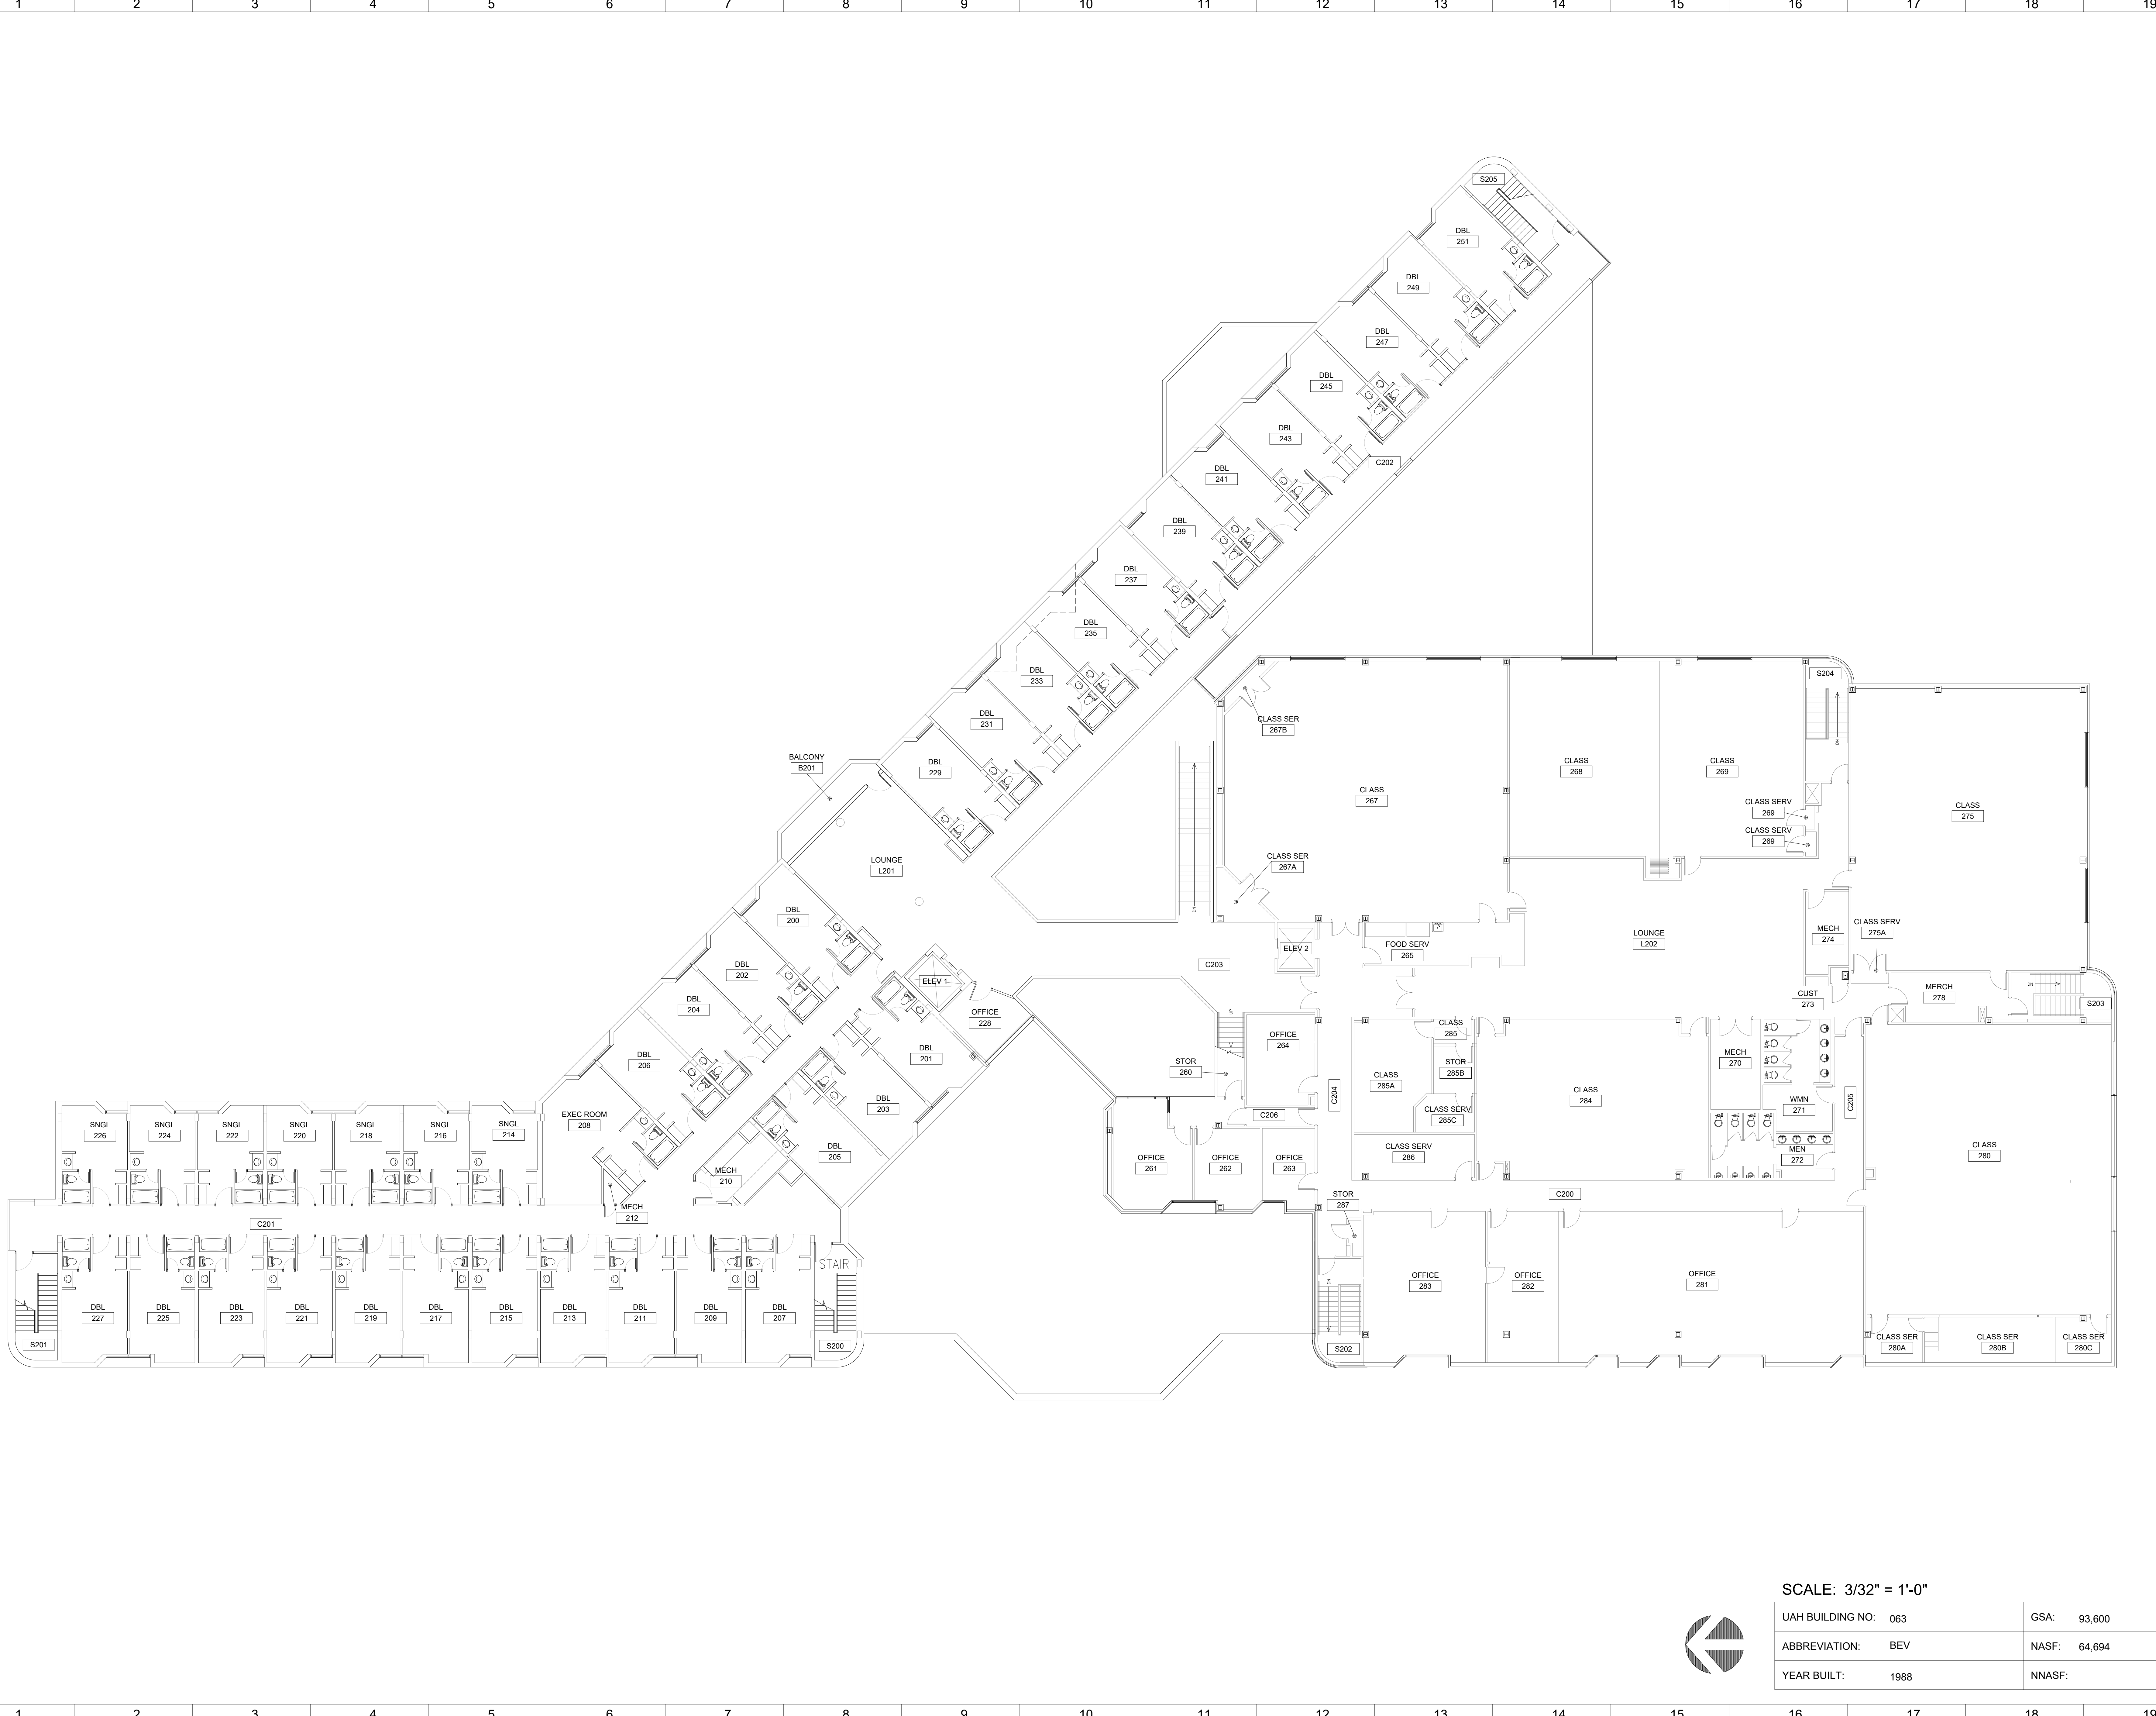 1 2 3 4 5 6 7 8 9 10 11 12 13 14 15 16 17 18 19
S205
DBL
251
DBL
249
DBL
247
DBL
245
DBL
243
C202
DBL
241
DBL
239
DBL
237
DBL
235
DBL
233
DBL
231
DBL
229
BALCONY
B201
LOUNGE
L201
DBL
200
DBL
202
DBL
204
DBL
206
EXEC ROOM
208
ELEV 1
OFFICE
228
DBL
201
DBL
203
DBL
205
MECH
210
MECH
212
SNGL
226
SNGL
224
SNGL
222
SNGL
220
SNGL
218
SNGL
216
SNGL
214
C201
STAIR
DBL
227
DBL
225
DBL
223
DBL
221
DBL
219
DBL
217
DBL
215
DBL
213
DBL
211
DBL
209
DBL
207
S201
S200
CLASS SER
267B
CLASS
267
CLASS SER
267A
CLASS
268
CLASS
269
S204
DN
CLASS SERV
269
CLASS SERV
269
CLASS
275
DN
ELEV 2
FOOD SERV
265
LOUNGE
L202
MECH
274
CLASS SERV
275A
C203
CUST
273
MERCH
278
DN
S203
OFFICE
264
STOR
260
UP
C206
C204
OFFICE
261
OFFICE
262
OFFICE
263
CLASS
285
CLASS
285A
STOR
285B
CLASS SERV
285C
CLASS SERV
286
CLASS
284
MECH
270
WMN
271
MEN
272
C205
CLASS
280
C200
STOR
287
DN
S202
OFFICE
283
OFFICE
282
OFFICE
281
CLASS SER
280A
CLASS SER
280B
CLASS SER
280C
SCALE: 3/32" = 1'-0"
UAH BUILDING NO: 063 GSA: 93,600
ABBREVIATION: BEV NASF: 64,694
YEAR BUILT: 1988 NNASF:
1 2 3 4 5 6 7 8 9 10 11 12 13 14 15 16 17 18 19